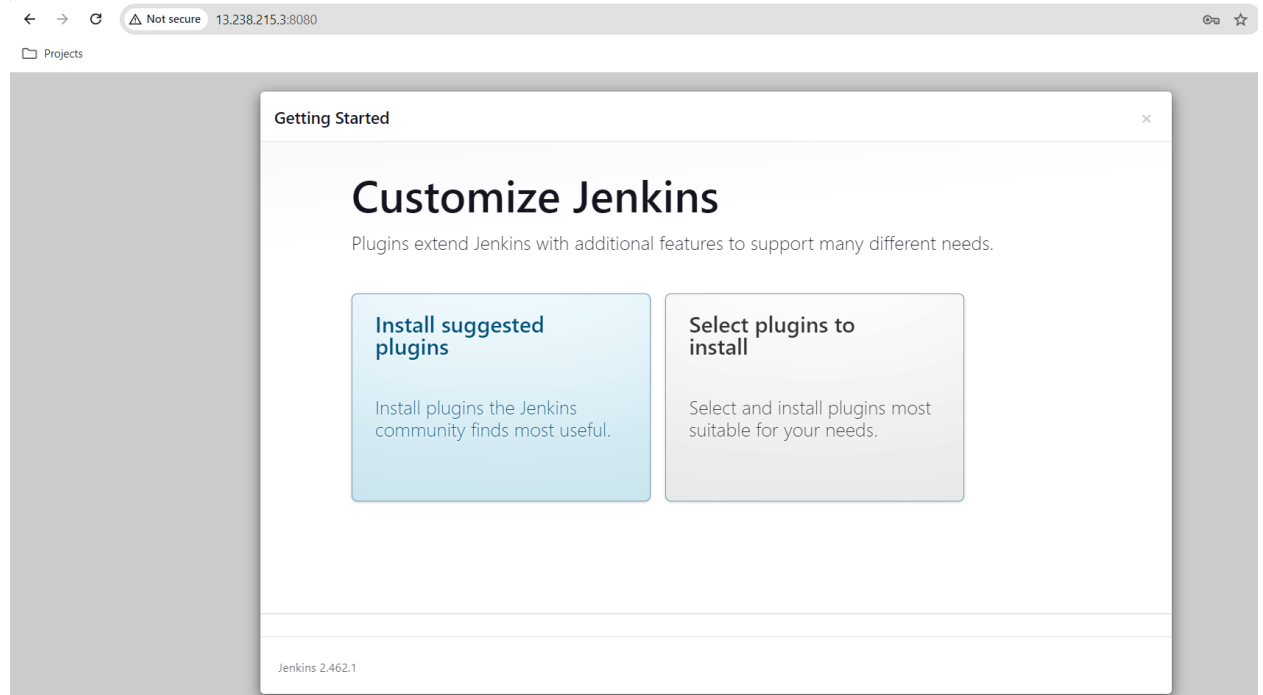 Not secure 13.238.215.3:8080
Projects
Getting Started ×
Customize Jenkins
Plugins extend Jenkins with additional features to support many different needs.
Install suggested
plugins
Install plugins the Jenkins
community finds most useful.
Select plugins to
install
Select and install plugins most
suitable for your needs.
Jenkins 2.462.1